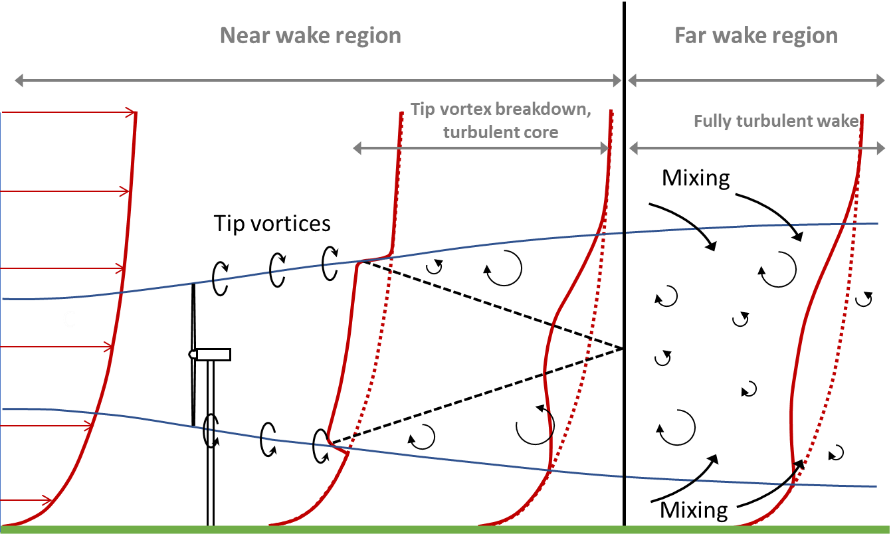 Near wake region
Far wake region
Tip vortex breakdown,
turbulent core
Fully turbulent wake
Mixing
Tip vortices
Mixing